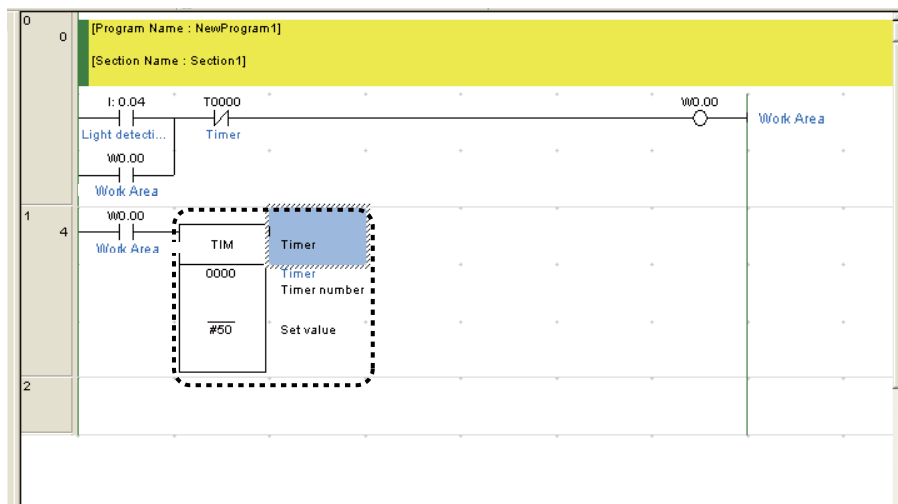 0
0
[Program Name : NewProgram1]
[Section Name : Section1]
I: 0.04
T0000
W0.00
Work Area
Light detecti...
Timer
W0.00
Work Area
1
4
W0.00
Work Area
TIM
Timer
0000
Timer
Timer number
#50
Set value
2